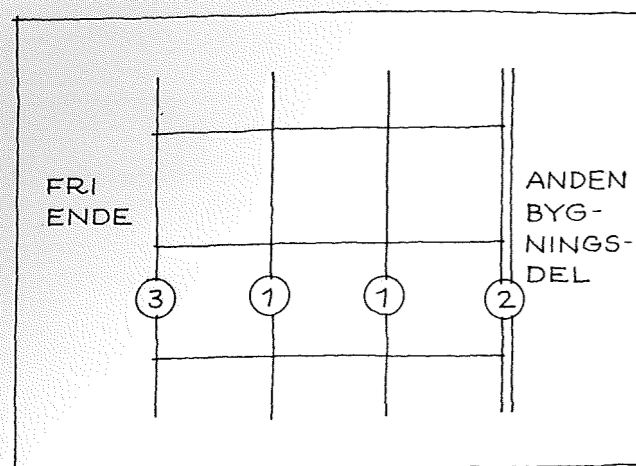 FRI
ENDE
ANDEN
BYG-
NINGS-
DEL
3 1 1 2